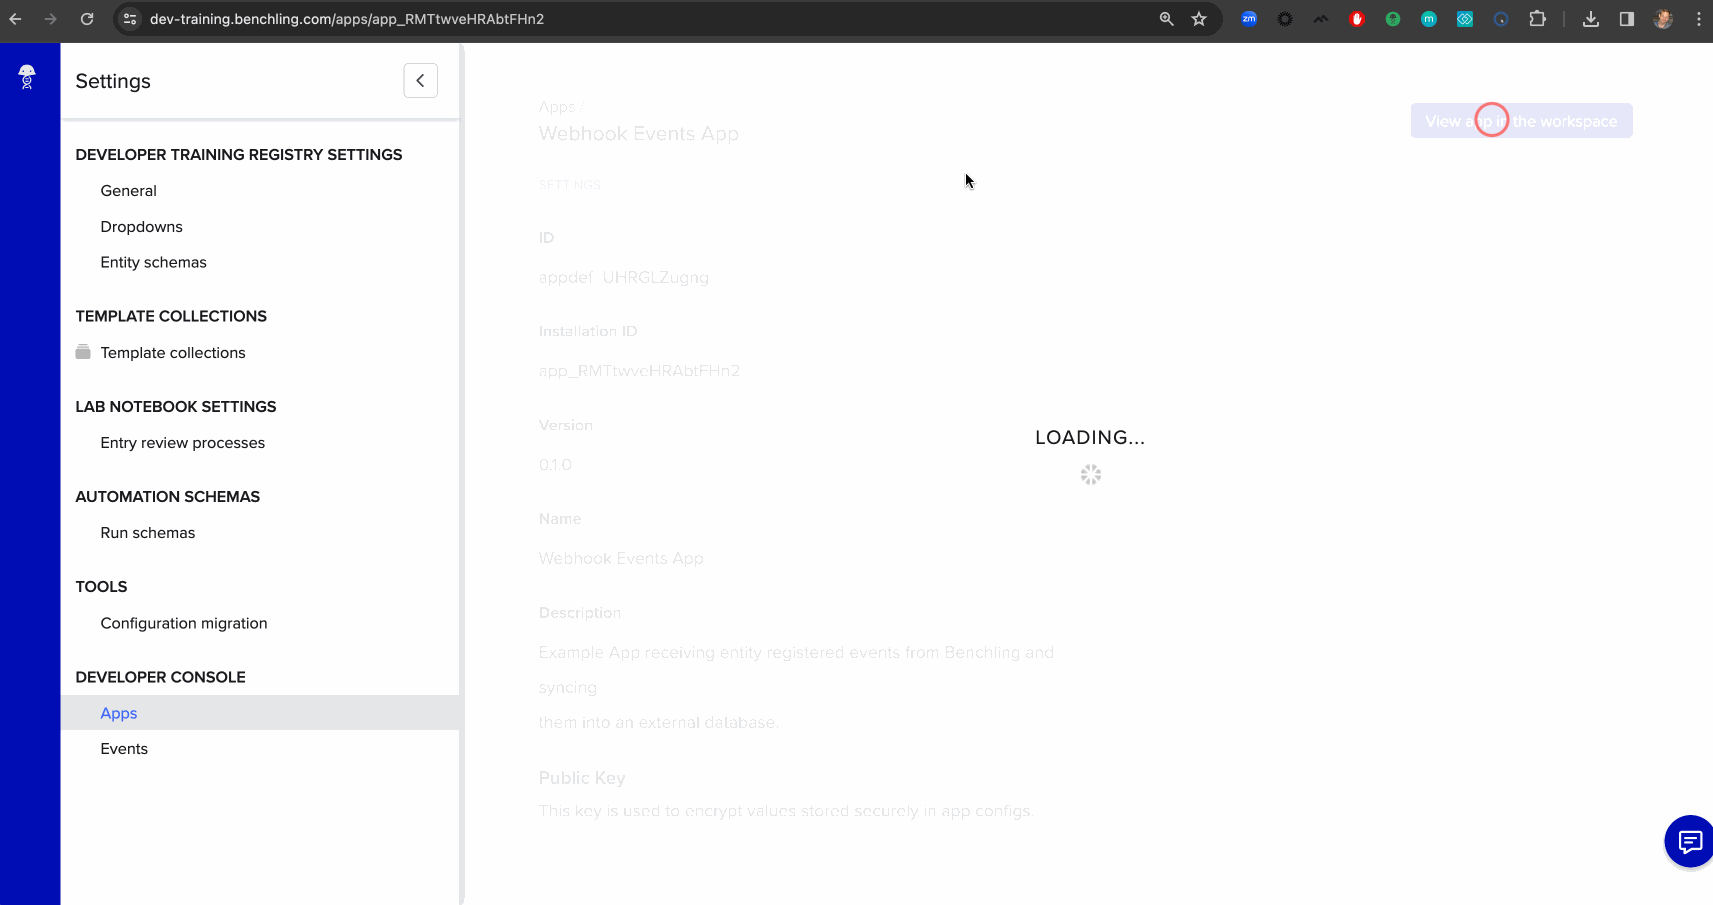 dev-training.benchling.com/apps/app_RMTtwveHRAbtFHn2
zm
m
Settings
DEVELOPER TRAINING REGISTRY SETTINGS
General
Dropdowns
Entity schemas
TEMPLATE COLLECTIONS
Template collections
LAB NOTEBOOK SETTINGS
Entry review processes
AUTOMATION SCHEMAS
Run schemas
TOOLS
Configuration migration
DEVELOPER CONSOLE
Apps
Events
Apps /
Webhook Events App
View app in the workspace
SETTINGS
ID
appdef_UHRGLZugng
Installation ID
app_RMTtwveHRAbtFHn2
Version
0.1.0
Name
Webhook Events App
Description
Example App receiving entity registered events from Benchling and
syncing
them into an external database.
Public Key
This key is used to encrypt values stored securely in app configs.
LOADING...